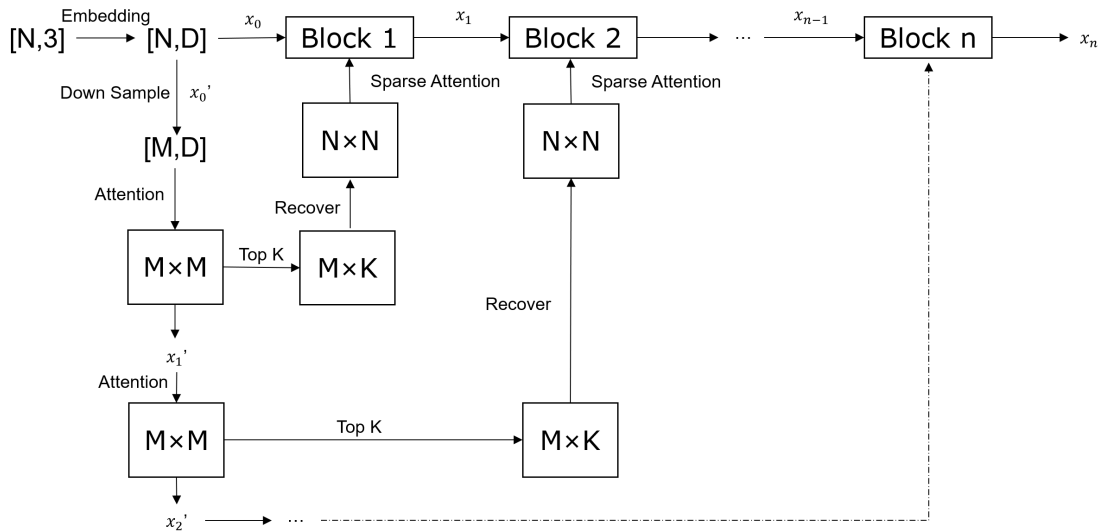 [N,3]
Embedding
[N,D]
x₀
Block 1
x₁
Block 2
...
xₙ₋₁
Block n
xₙ
Down Sample
x₀'
Sparse Attention
Sparse Attention
[M,D]
N×N
N×N
Attention
Recover
M×M
Top K
M×K
Recover
x₁'
Attention
M×M
Top K
M×K
x₂'
...